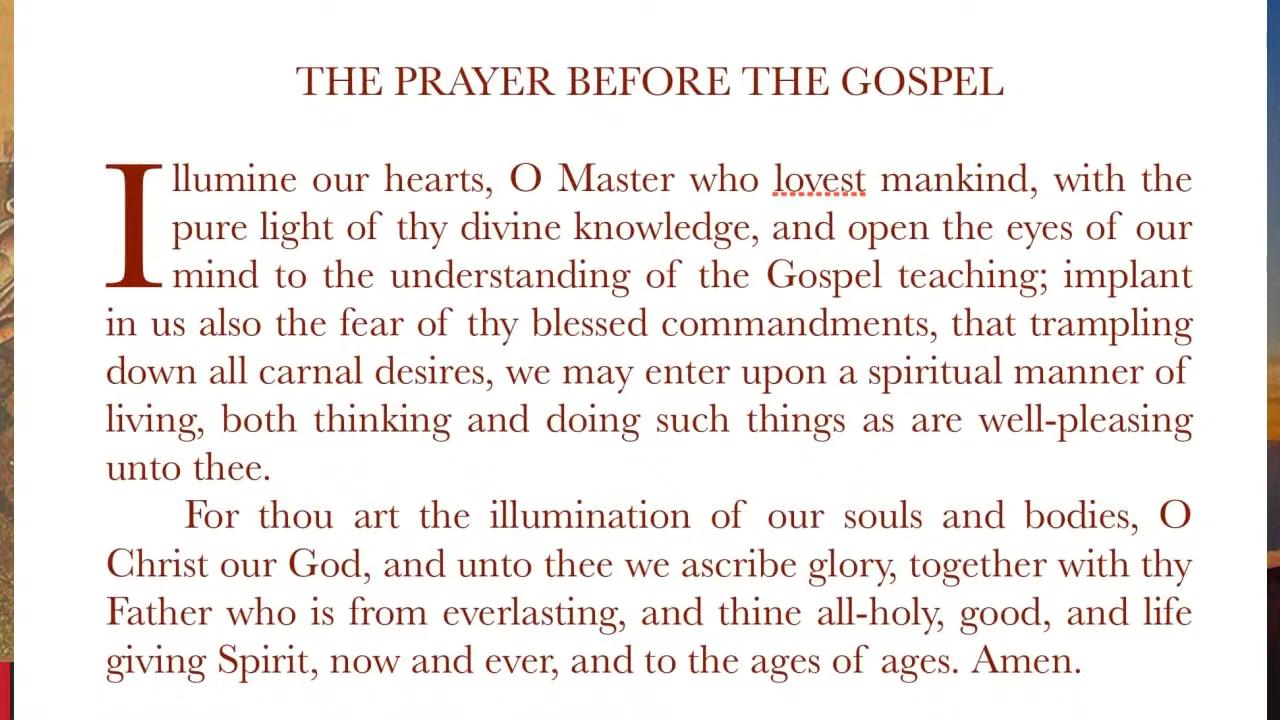 THE PRAYER BEFORE THE GOSPEL
Illumine our hearts, O Master who lovest mankind, with the
pure light of thy divine knowledge, and open the eyes of our
mind to the understanding of the Gospel teaching; implant
in us also the fear of thy blessed commandments, that trampling
down all carnal desires, we may enter upon a spiritual manner of
living, both thinking and doing such things as are well-pleasing
unto thee.
For thou art the illumination of our souls and bodies, O
Christ our God, and unto thee we ascribe glory, together with thy
Father who is from everlasting, and thine all-holy, good, and life
giving Spirit, now and ever, and to the ages of ages. Amen.